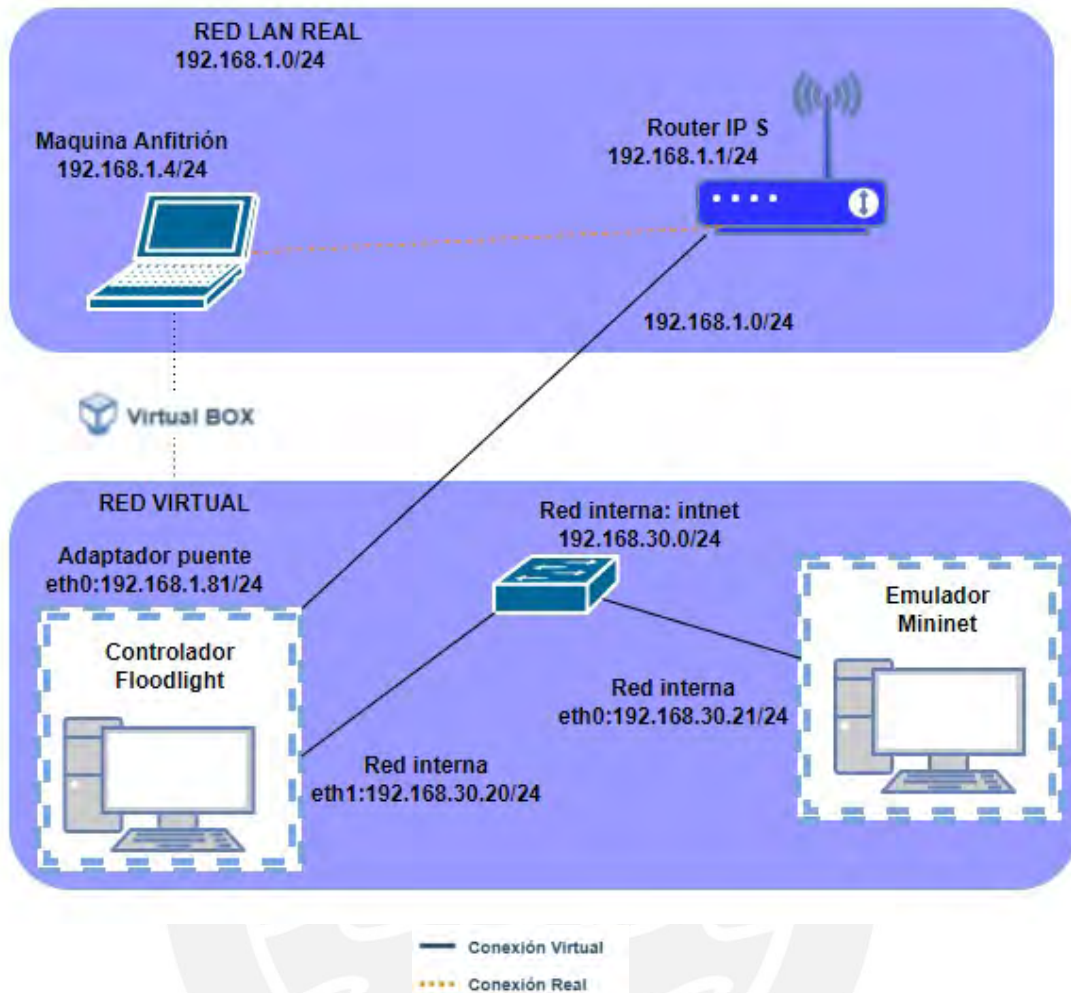 RED LAN REAL
192.168.1.0/24
Maquina Anfitrión
192.168.1.4/24
Router IP S
192.168.1.1/24
192.168.1.0/24
Virtual BOX
RED VIRTUAL
Adaptador puente
eth0:192.168.1.81/24
Controlador
Floodlight
Red interna: intnet
192.168.30.0/24
Emulador
Mininet
Red interna
eth0:192.168.30.21/24
Red interna
eth1:192.168.30.20/24
Conexión Virtual
Conexión Real